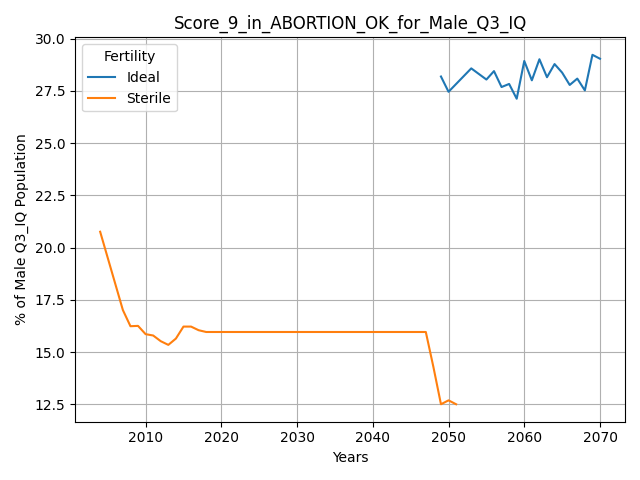 Score_9_in_ABORTION_OK_for_Male_Q3_IQ
% of Male Q3_IQ Population
30.0
27.5
25.0
22.5
20.0
17.5
15.0
12.5
Fertility
Ideal
Sterile
2010 2020 2030 2040 2050 2060 2070
Years